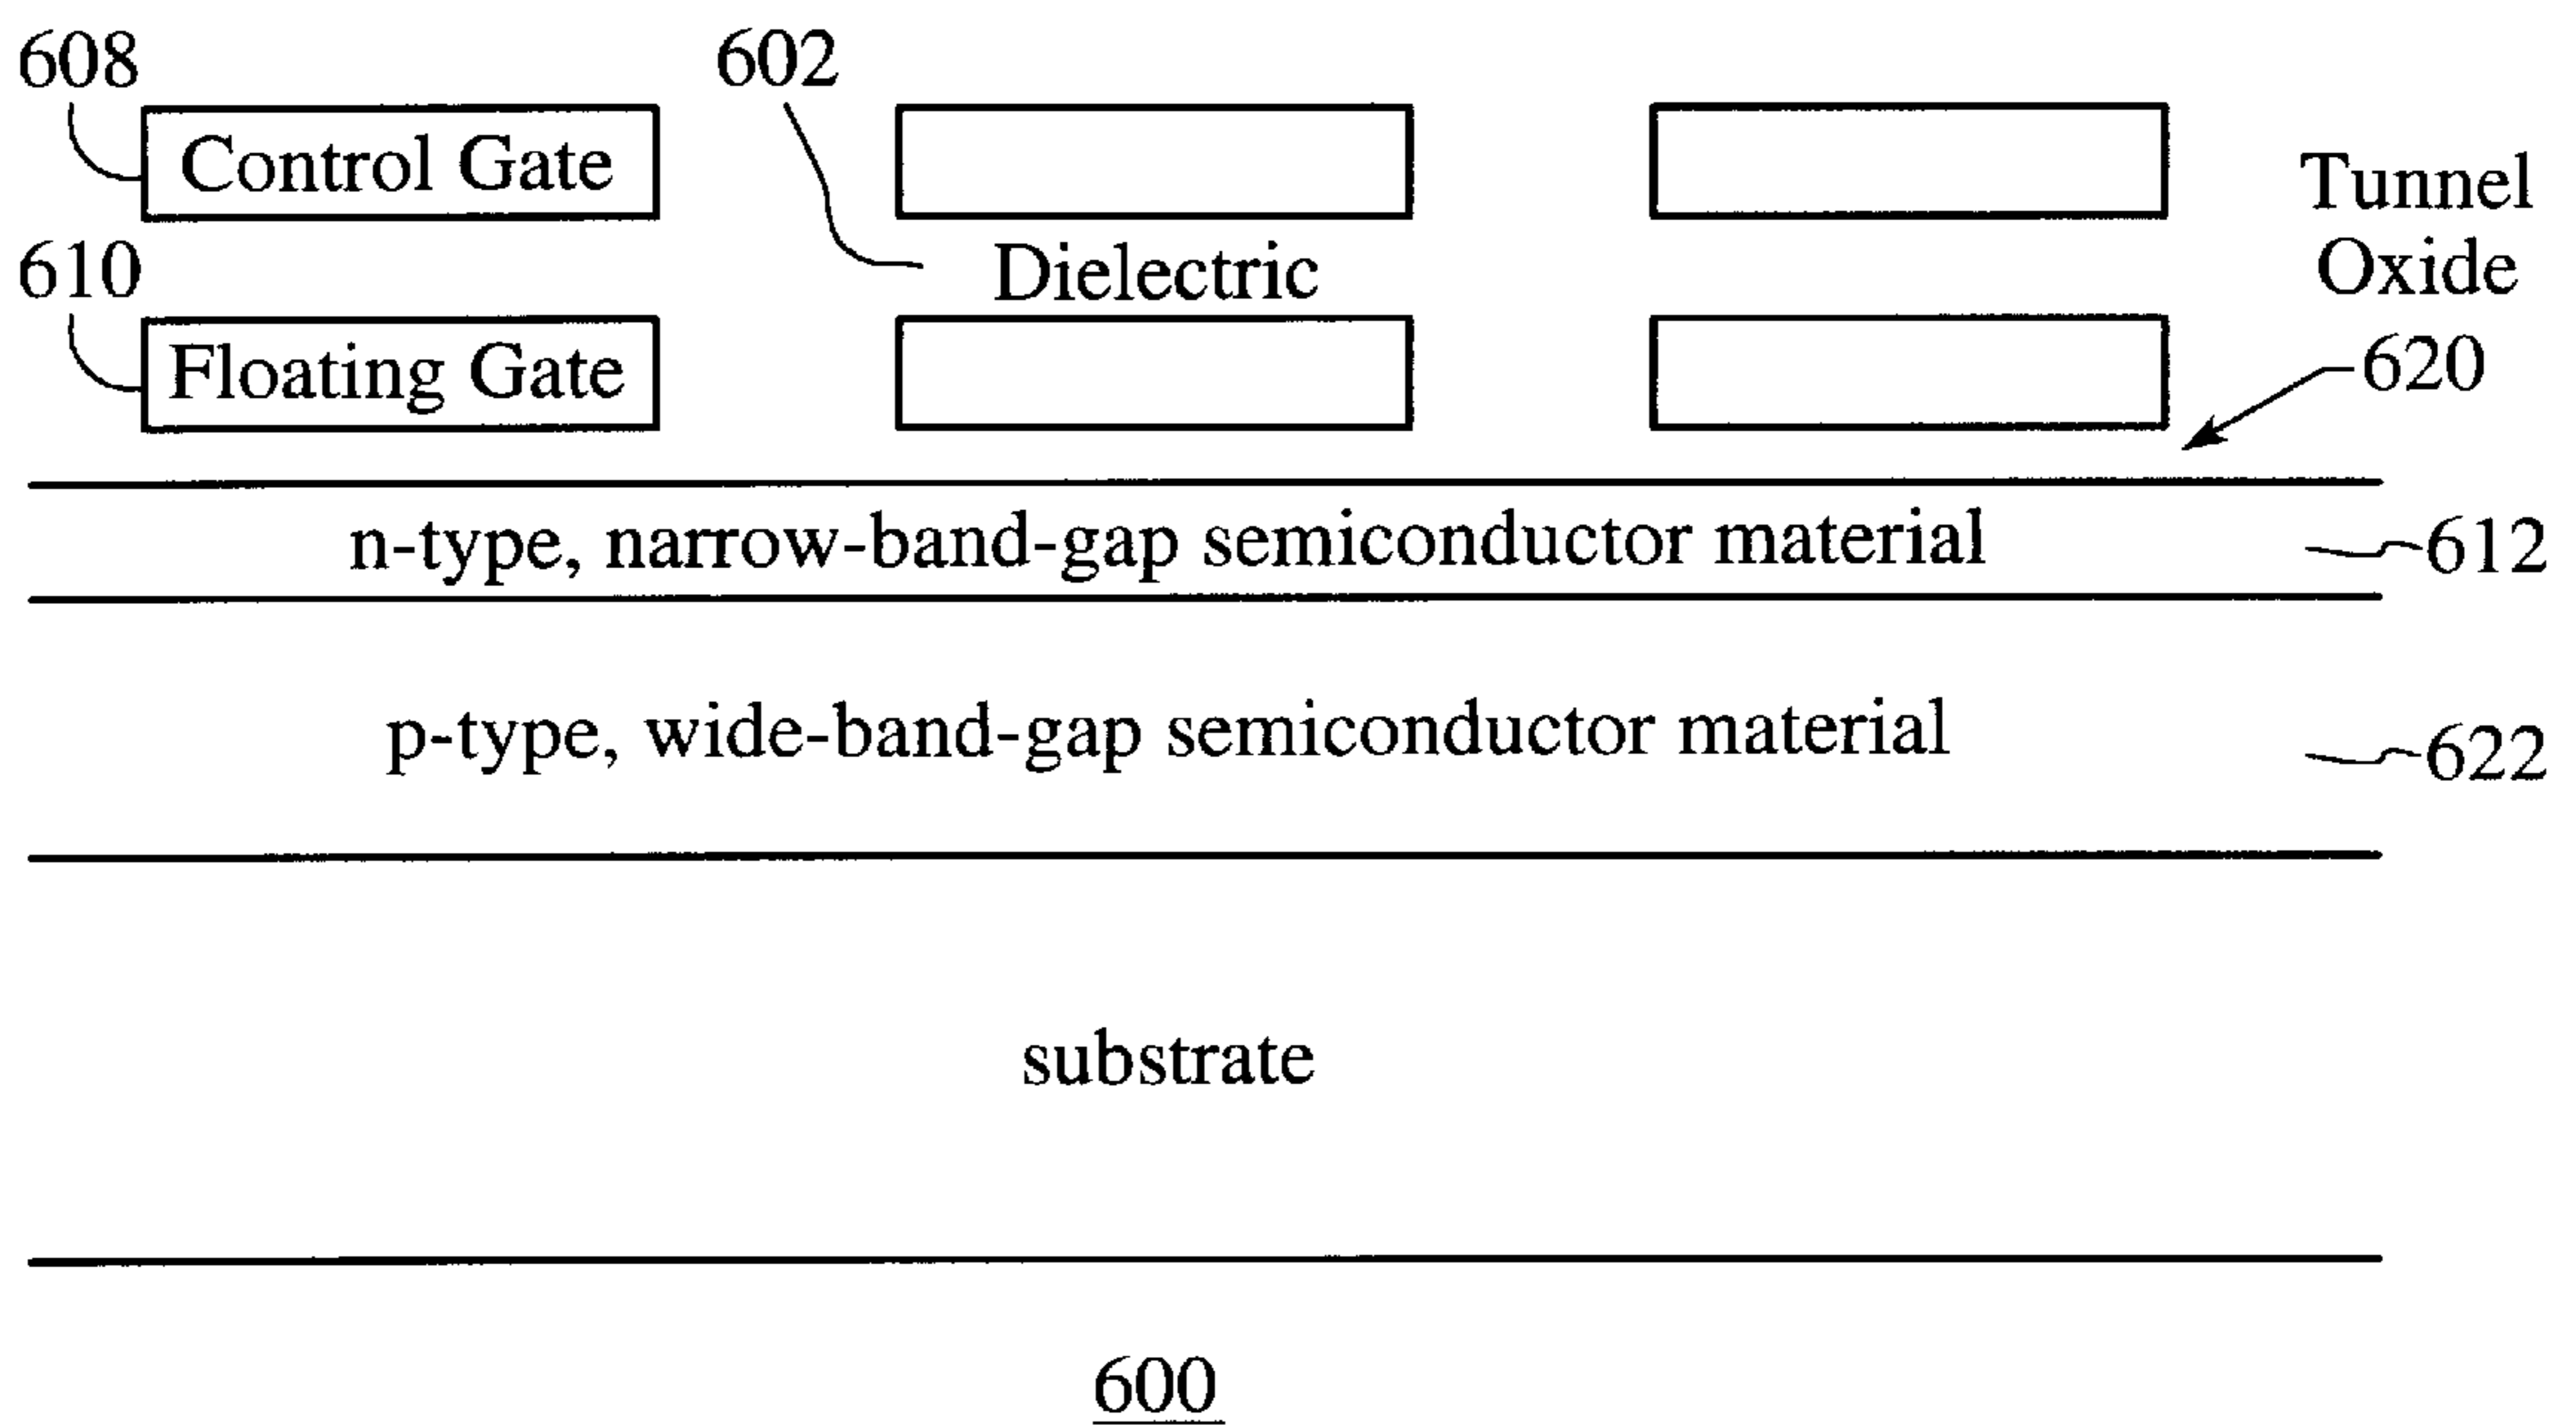 608
602
Control Gate
Tunnel
Oxide
610
Dielectric
Floating Gate
620
n-type, narrow-band-gap semiconductor material
612
p-type, wide-band-gap semiconductor material
622
substrate
600